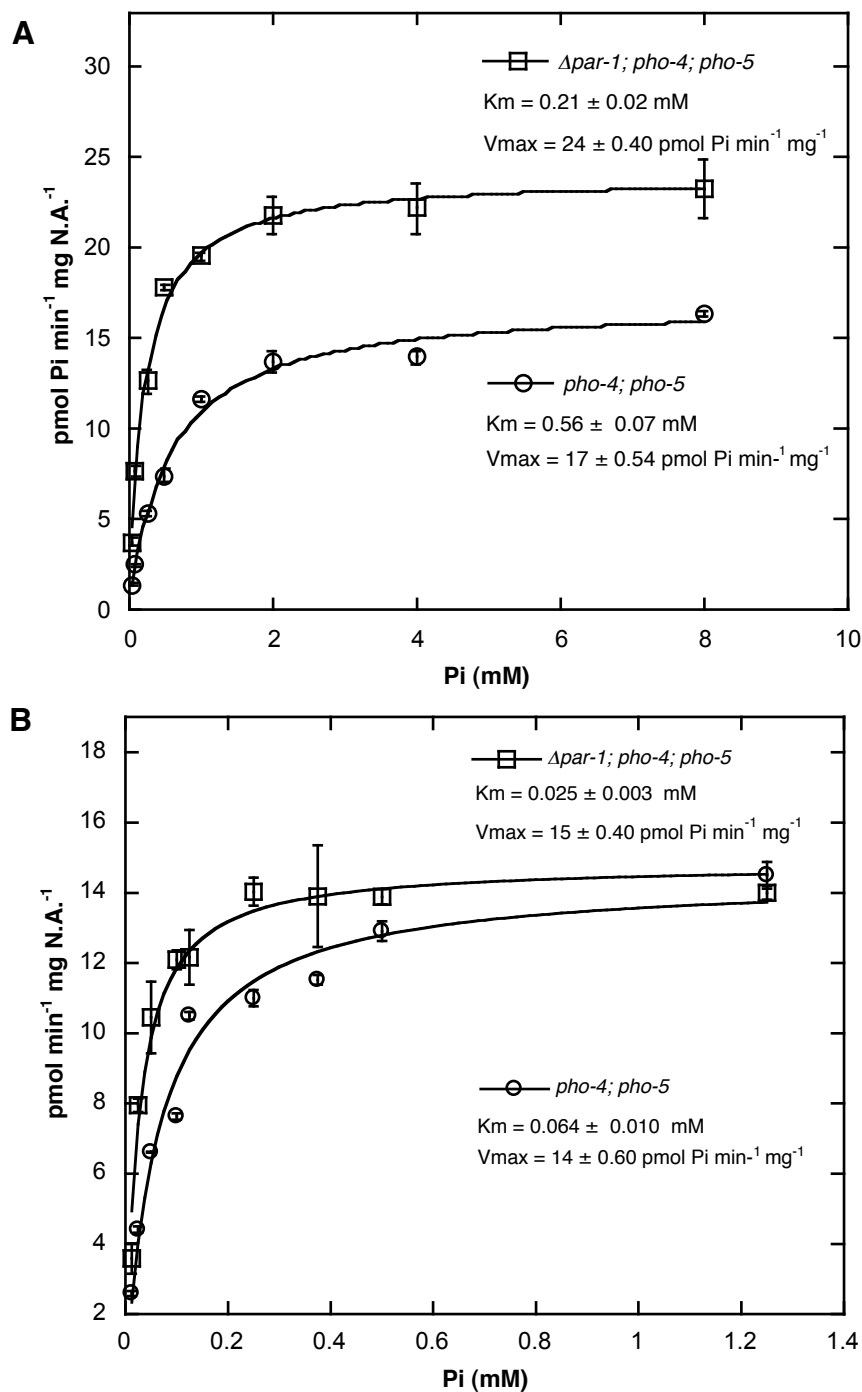 A
30
25
20
15
10
5
0
pmol Pi min⁻¹ mg N.A.⁻¹
Δpar-1; pho-4; pho-5
Km = 0.21 ± 0.02 mM
Vmax = 24 ± 0.40 pmol Pi min⁻¹ mg⁻¹
pho-4; pho-5
Km = 0.56 ± 0.07 mM
Vmax = 17 ± 0.54 pmol Pi min-¹ mg⁻¹
0 2 4 6 8 10
Pi (mM)
B
18
16
14
12
10
8
6
4
2
pmol min⁻¹ mg N.A.⁻¹
Δpar-1; pho-4; pho-5
Km = 0.025 ± 0.003 mM
Vmax = 15 ± 0.40 pmol Pi min⁻¹ mg⁻¹
pho-4; pho-5
Km = 0.064 ± 0.010 mM
Vmax = 14 ± 0.60 pmol Pi min-¹ mg⁻¹
0 0.2 0.4 0.6 0.8 1 1.2 1.4
Pi (mM)